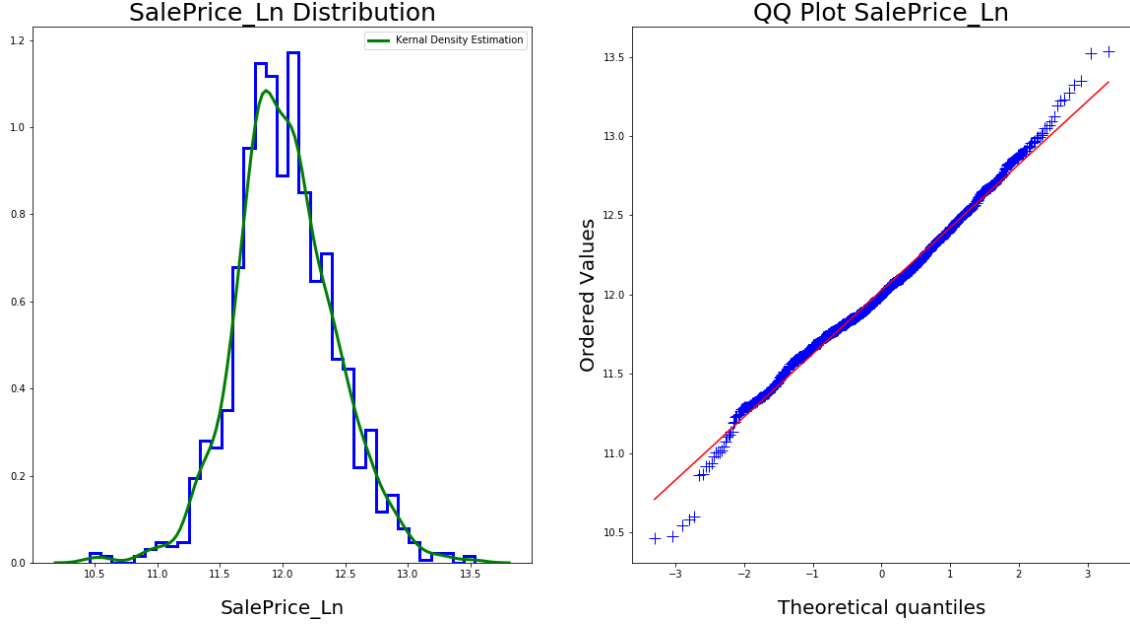 SalePrice_Ln Distribution
Kernal Density Estimation
1.2
1.0
0.8
0.6
0.4
0.2
0.0
10.5 11.0 11.5 12.0 12.5 13.0 13.5
SalePrice_Ln
QQ Plot SalePrice_Ln
Ordered Values
13.5
13.0
12.5
12.0
11.5
11.0
10.5
−3 −2 −1 0 1 2 3
Theoretical quantiles